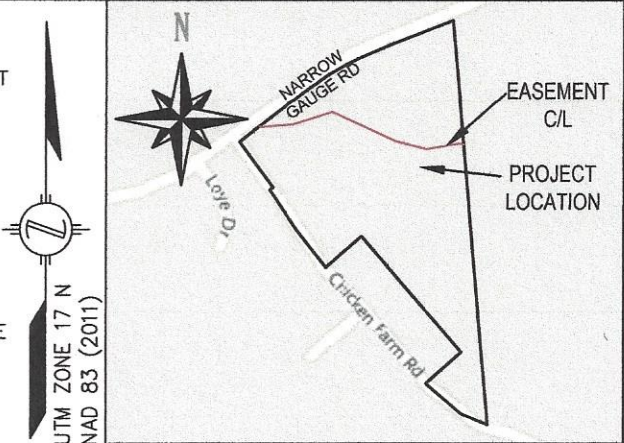 T
E
UTM ZONE 17 N
NAD 83 (2011)
N
NARROW
GAUGE RD
EASEMENT
C/L
PROJECT
LOCATION
Loye Dr
Chicken Farm Rd